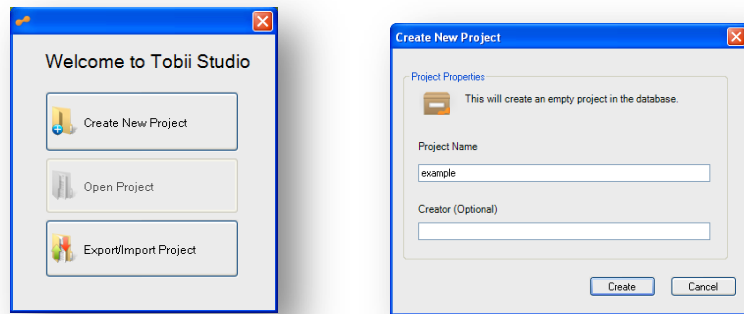 Welcome to Tobii Studio
Create New Project
Open Project
Export/Import Project
Create New Project
Project Properties
This will create an empty project in the database.
Project Name
example
Creator (Optional)
Create
Cancel